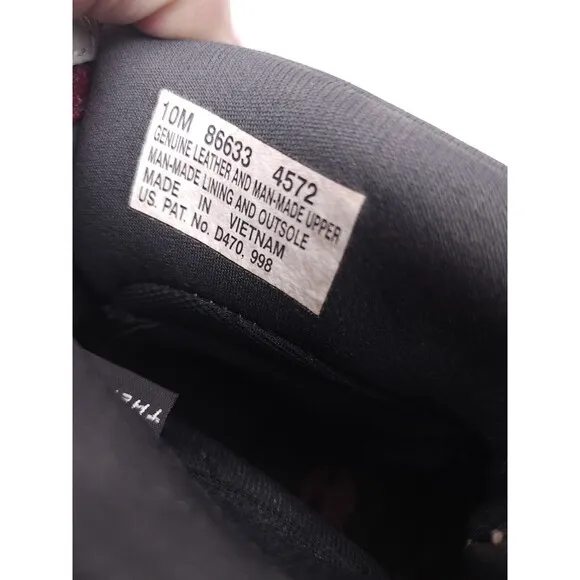 10M 86633 4572
GENUINE LEATHER AND MAN-MADE UPPER
MAN-MADE LINING AND OUTSOLE
MADE IN VIETNAM
US. PAT. No. D470, 998